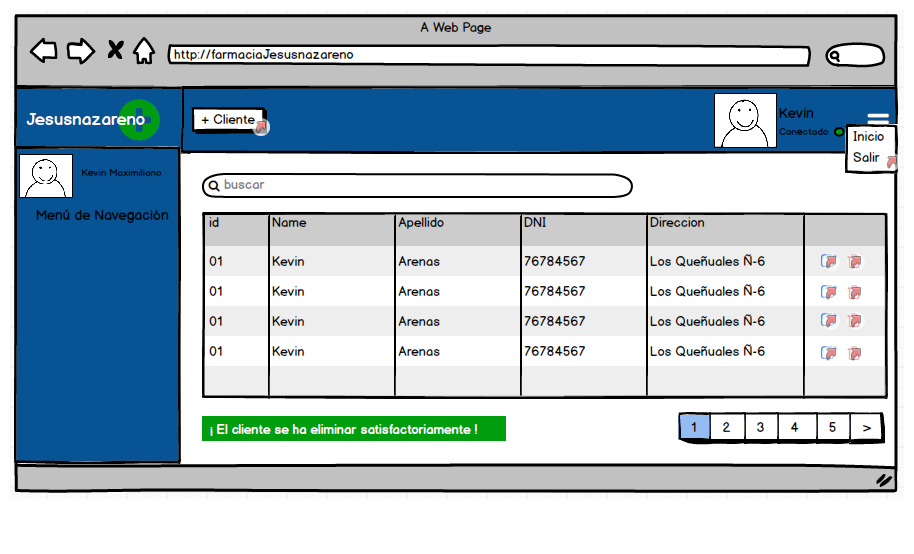 A Web Page
http://farmaciaJesusnazareno
Jesusnazareno
+ Cliente
Kevin
Conectado
Inicio
Salir
Kevin Maximiliano
Menú de Navegación
buscar
id Name Apellido DNI Direccion
01 Kevin Arenas 76784567 Los Queñuales Ñ-6
01 Kevin Arenas 76784567 Los Queñuales Ñ-6
01 Kevin Arenas 76784567 Los Queñuales Ñ-6
01 Kevin Arenas 76784567 Los Queñuales Ñ-6
¡ El cliente se ha eliminar satisfactoriamente !
1 2 3 4 5 >